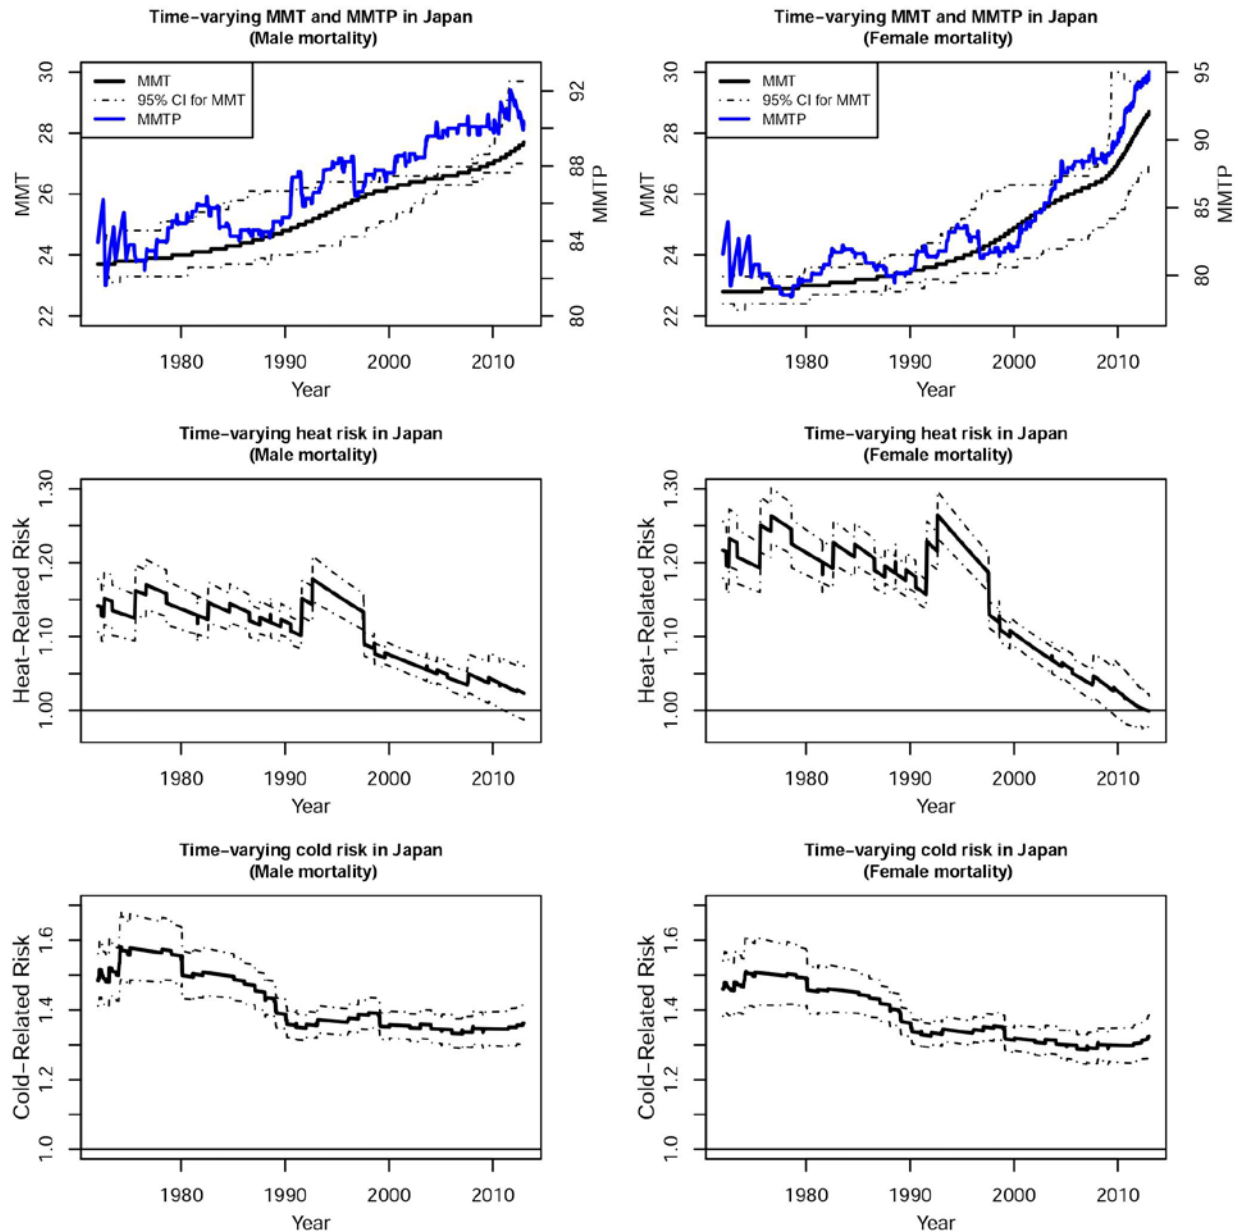 Time-varying MMT and MMTP in Japan
(Male mortality)
MMT
95% CI for MMT
MMTP
30
28
26
24
22
MMT
92
88
84
80
MMTP
1980 1990 2000 2010
Year
Time-varying MMT and MMTP in Japan
(Female mortality)
MMT
95% CI for MMT
MMTP
30
28
26
24
22
MMT
95
90
85
80
MMTP
1980 1990 2000 2010
Year
Time-varying heat risk in Japan
(Male mortality)
1.30
1.20
1.10
1.00
Heat-Related Risk
1980 1990 2000 2010
Year
Time-varying heat risk in Japan
(Female mortality)
1.30
1.20
1.10
1.00
Heat-Related Risk
1980 1990 2000 2010
Year
Time-varying cold risk in Japan
(Male mortality)
1.6
1.4
1.2
1.0
Cold-Related Risk
1980 1990 2000 2010
Year
Time-varying cold risk in Japan
(Female mortality)
1.6
1.4
1.2
1.0
Cold-Related Risk
1980 1990 2000 2010
Year